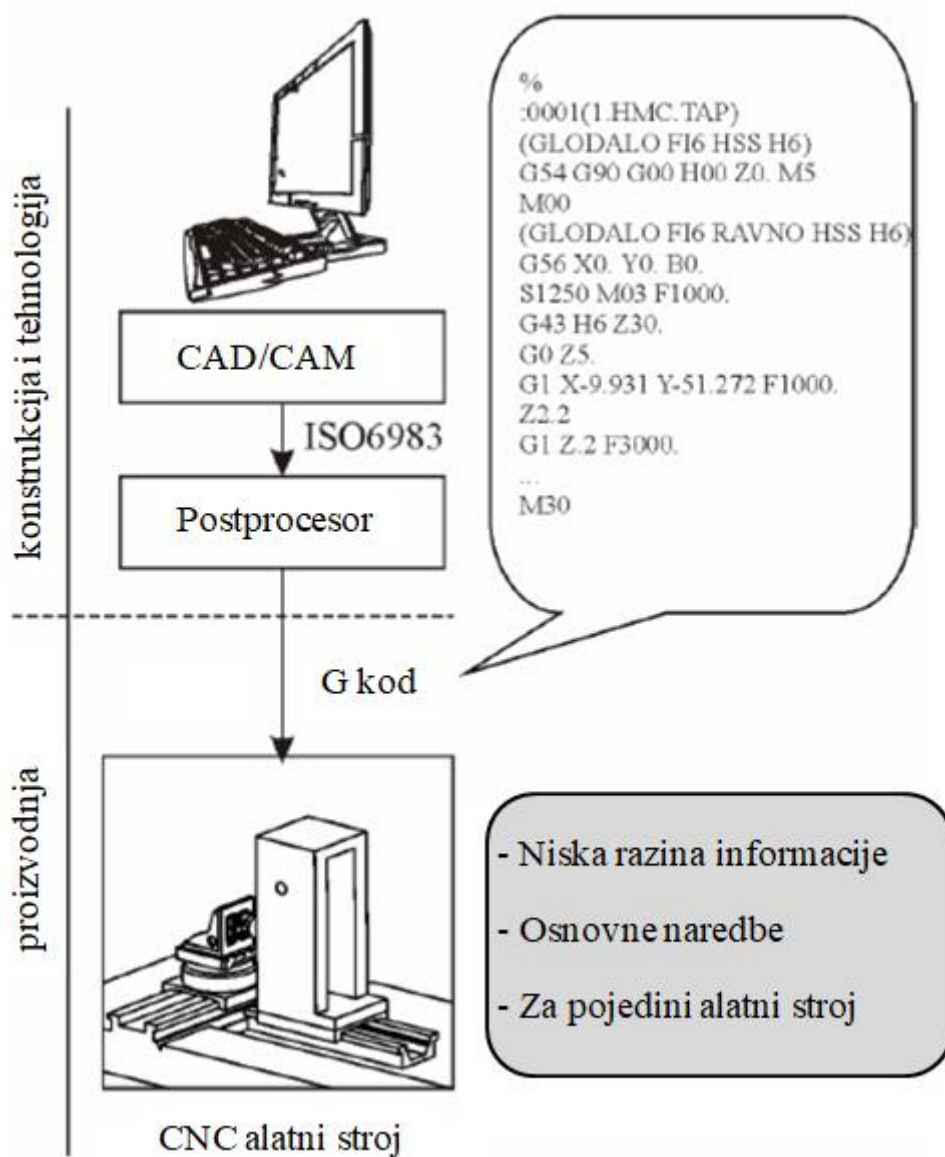 konstrukcija i tehnologija
CAD/CAM
ISO6983
Postprocesor
%
:0001(1.HMC.TAP)
(GLODALO FI6 HSS H6)
G54 G90 G00 H00 Z0. M5
M00
(GLODALO FI6 RAVNO HSS H6)
G56 X0. Y0. B0.
S1250 M03 F1000.
G43 H6 Z30.
G0 Z5.
G1 X-9.931 Y-51.272 F1000.
Z2.2
G1 Z.2 F3000.
...
M30
proizvodnja
G kod
CNC alatni stroj
- Niska razina informacije
- Osnovne naredbe
- Za pojedini alatni stroj